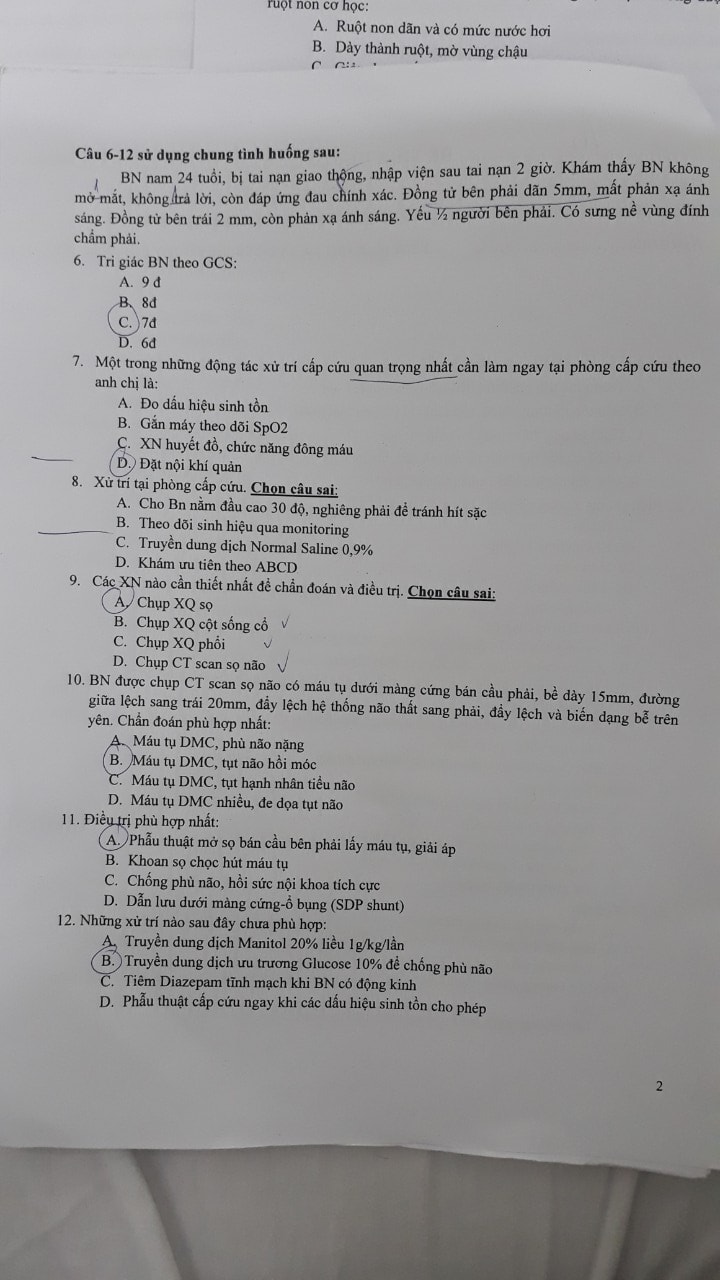 ruột non cơ học:
A. Ruột non dãn và có mức nước hơi
B. Dày thành ruột, mờ vùng chậu
Câu 6-12 sử dụng chung tình huống sau:
BN nam 24 tuổi, bị tai nạn giao thông, nhập viện sau tai nạn 2 giờ. Khám thấy BN không
mở mắt, không trả lời, còn đáp ứng đau chính xác. Đồng tử bên phải dãn 5mm, mất phản xạ ánh
sáng. Đồng tử bên trái 2 mm, còn phản xạ ánh sáng. Yếu ½ người bên phải. Có sưng nề vùng đính
chẩm phải.
6. Tri giác BN theo GCS:
A. 9 đ
B. 8đ
C. 7đ
D. 6đ
7. Một trong những động tác xử trí cấp cứu quan trọng nhất cần làm ngay tại phòng cấp cứu theo
anh chị là:
A. Đo dấu hiệu sinh tồn
B. Gắn máy theo dõi SpO2
C. XN huyết đồ, chức năng đông máu
D. Đặt nội khí quản
8. Xử trí tại phòng cấp cứu. Chọn câu sai:
A. Cho Bn nằm đầu cao 30 độ, nghiêng phải để tránh hít sặc
B. Theo dõi sinh hiệu qua monitoring
C. Truyền dung dịch Normal Saline 0,9%
D. Khám ưu tiên theo ABCD
9. Các XN nào cần thiết nhất để chẩn đoán và điều trị. Chọn câu sai:
A. Chụp XQ sọ
B. Chụp XQ cột sống cổ
C. Chụp XQ phổi
D. Chụp CT scan sọ não
10. BN được chụp CT scan sọ não có máu tụ dưới màng cứng bán cầu phải, bề dày 15mm, đường
giữa lệch sang trái 20mm, đẩy lệch hệ thống não thất sang phải, đẩy lệch và biến dạng bể trên
yên. Chẩn đoán phù hợp nhất:
A. Máu tụ DMC, phù não nặng
B. Máu tụ DMC, tụt não hồi móc
C. Máu tụ DMC, tụt hạnh nhân tiểu não
D. Máu tụ DMC nhiều, đe dọa tụt não
11. Điều trị phù hợp nhất:
A. Phẫu thuật mở sọ bán cầu bên phải lấy máu tụ, giải áp
B. Khoan sọ chọc hút máu tụ
C. Chống phù não, hồi sức nội khoa tích cực
D. Dẫn lưu dưới màng cứng-ổ bụng (SDP shunt)
12. Những xử trí nào sau đây chưa phù hợp:
A. Truyền dung dịch Manitol 20% liều 1g/kg/lần
B. Truyền dung dịch ưu trương Glucose 10% để chống phù não
C. Tiêm Diazepam tĩnh mạch khi BN có động kinh
D. Phẫu thuật cấp cứu ngay khi các dấu hiệu sinh tồn cho phép
2